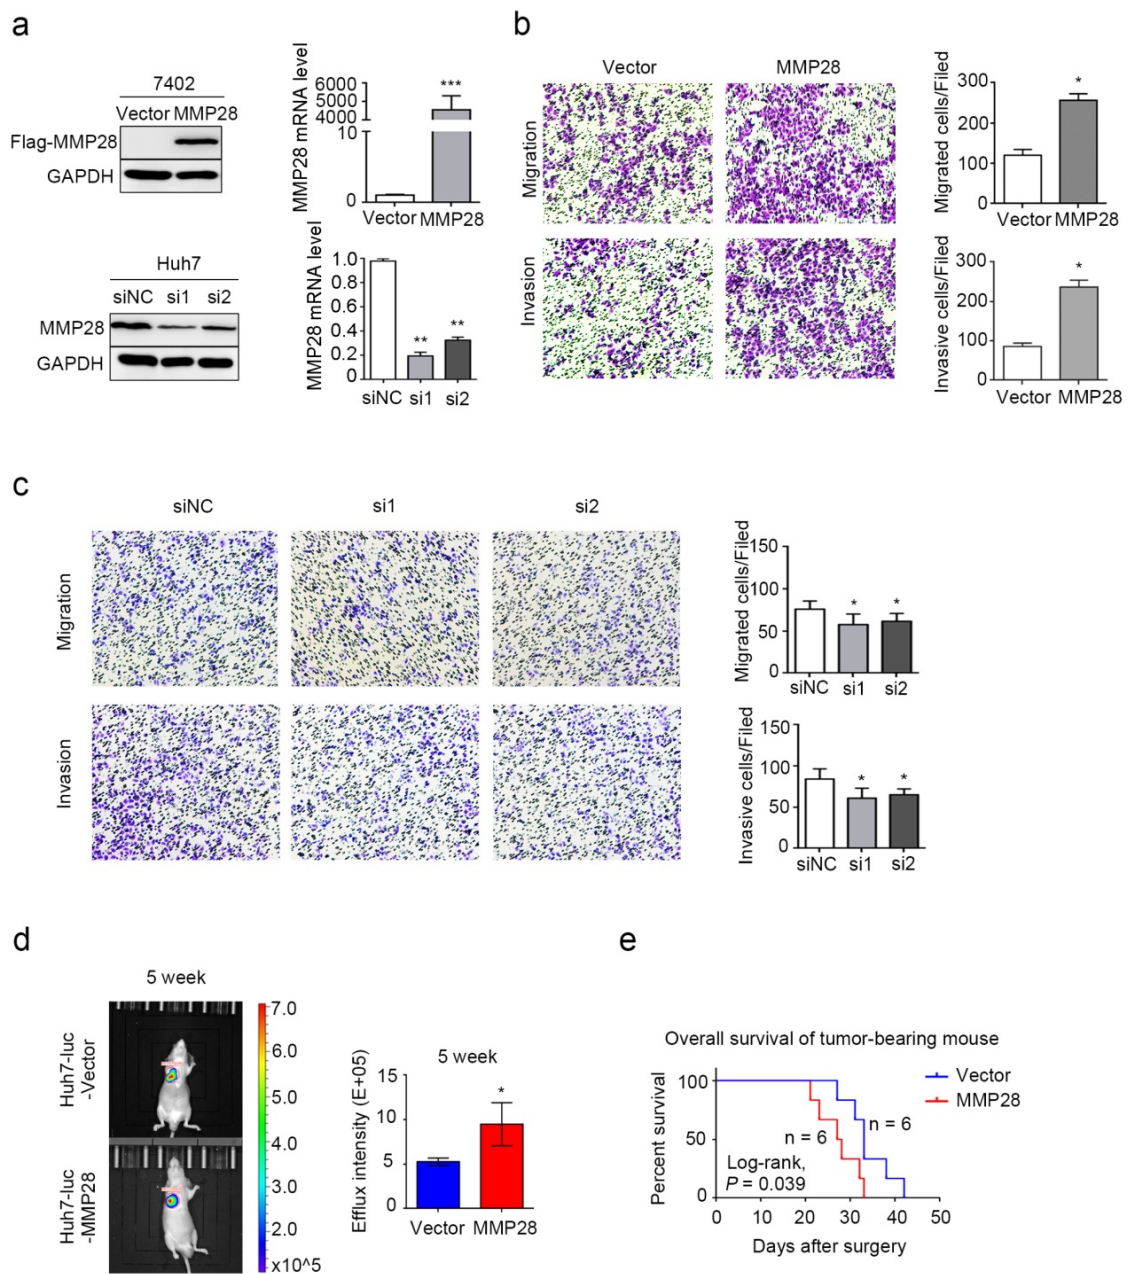 a
7402
Vector MMP28
Flag-MMP28
GAPDH
MMP28 mRNA level
6000
5000
4000
10
0
Vector MMP28
Huh7
siNC si1 si2
MMP28
GAPDH
MMP28 mRNA level
1.0
0.8
0.6
0.4
0.2
0
**
**
siNC si1 si2
***
b
Vector MMP28
Migration
Invasion
Migrated cells/Filed
300
200
100
0
*
Vector MMP28
Invasive cells/Filed
300
200
100
0
*
Vector MMP28
c
siNC si1 si2
Migration
Invasion
Migrated cells/Filed
150
100
50
0
* *
siNC si1 si2
Invasive cells/Filed
150
100
50
0
* *
siNC si1 si2
d
5 week
Huh7-luc
-Vector
Huh7-luc
-MMP28
7.0
6.0
5.0
4.0
3.0
2.0
x10^5
5 week
Efflux intensity (E+05)
15
10
5
0
*
Vector MMP28
e
Overall survival of tumor-bearing mouse
Percent survival
100
50
0
Vector
MMP28
n = 6
n = 6
Log-rank,
P = 0.039
0 10 20 30 40 50
Days after surgery